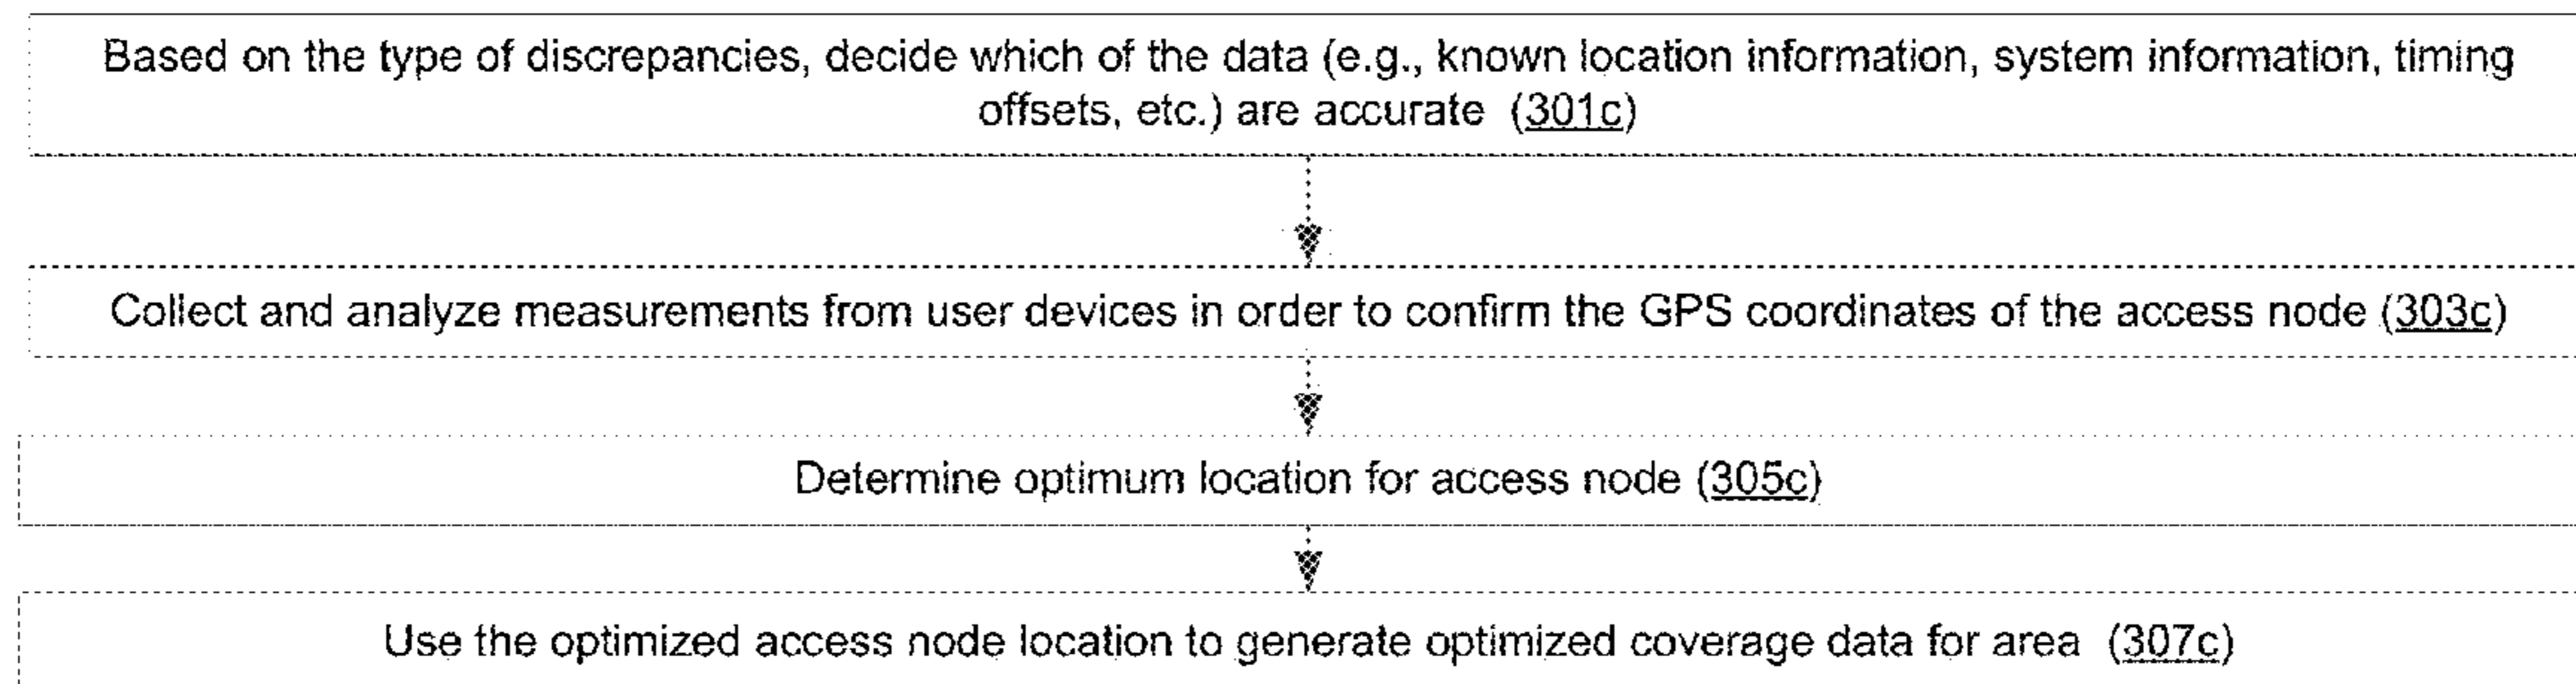 Based on the type of discrepancies, decide which of the data (e.g., known location information, system information, timing
offsets, etc.) are accurate (301c)
Collect and analyze measurements from user devices in order to confirm the GPS coordinates of the access node (303c)
Determine optimum location for access node (305c)
Use the optimized access node location to generate optimized coverage data for area (307c)